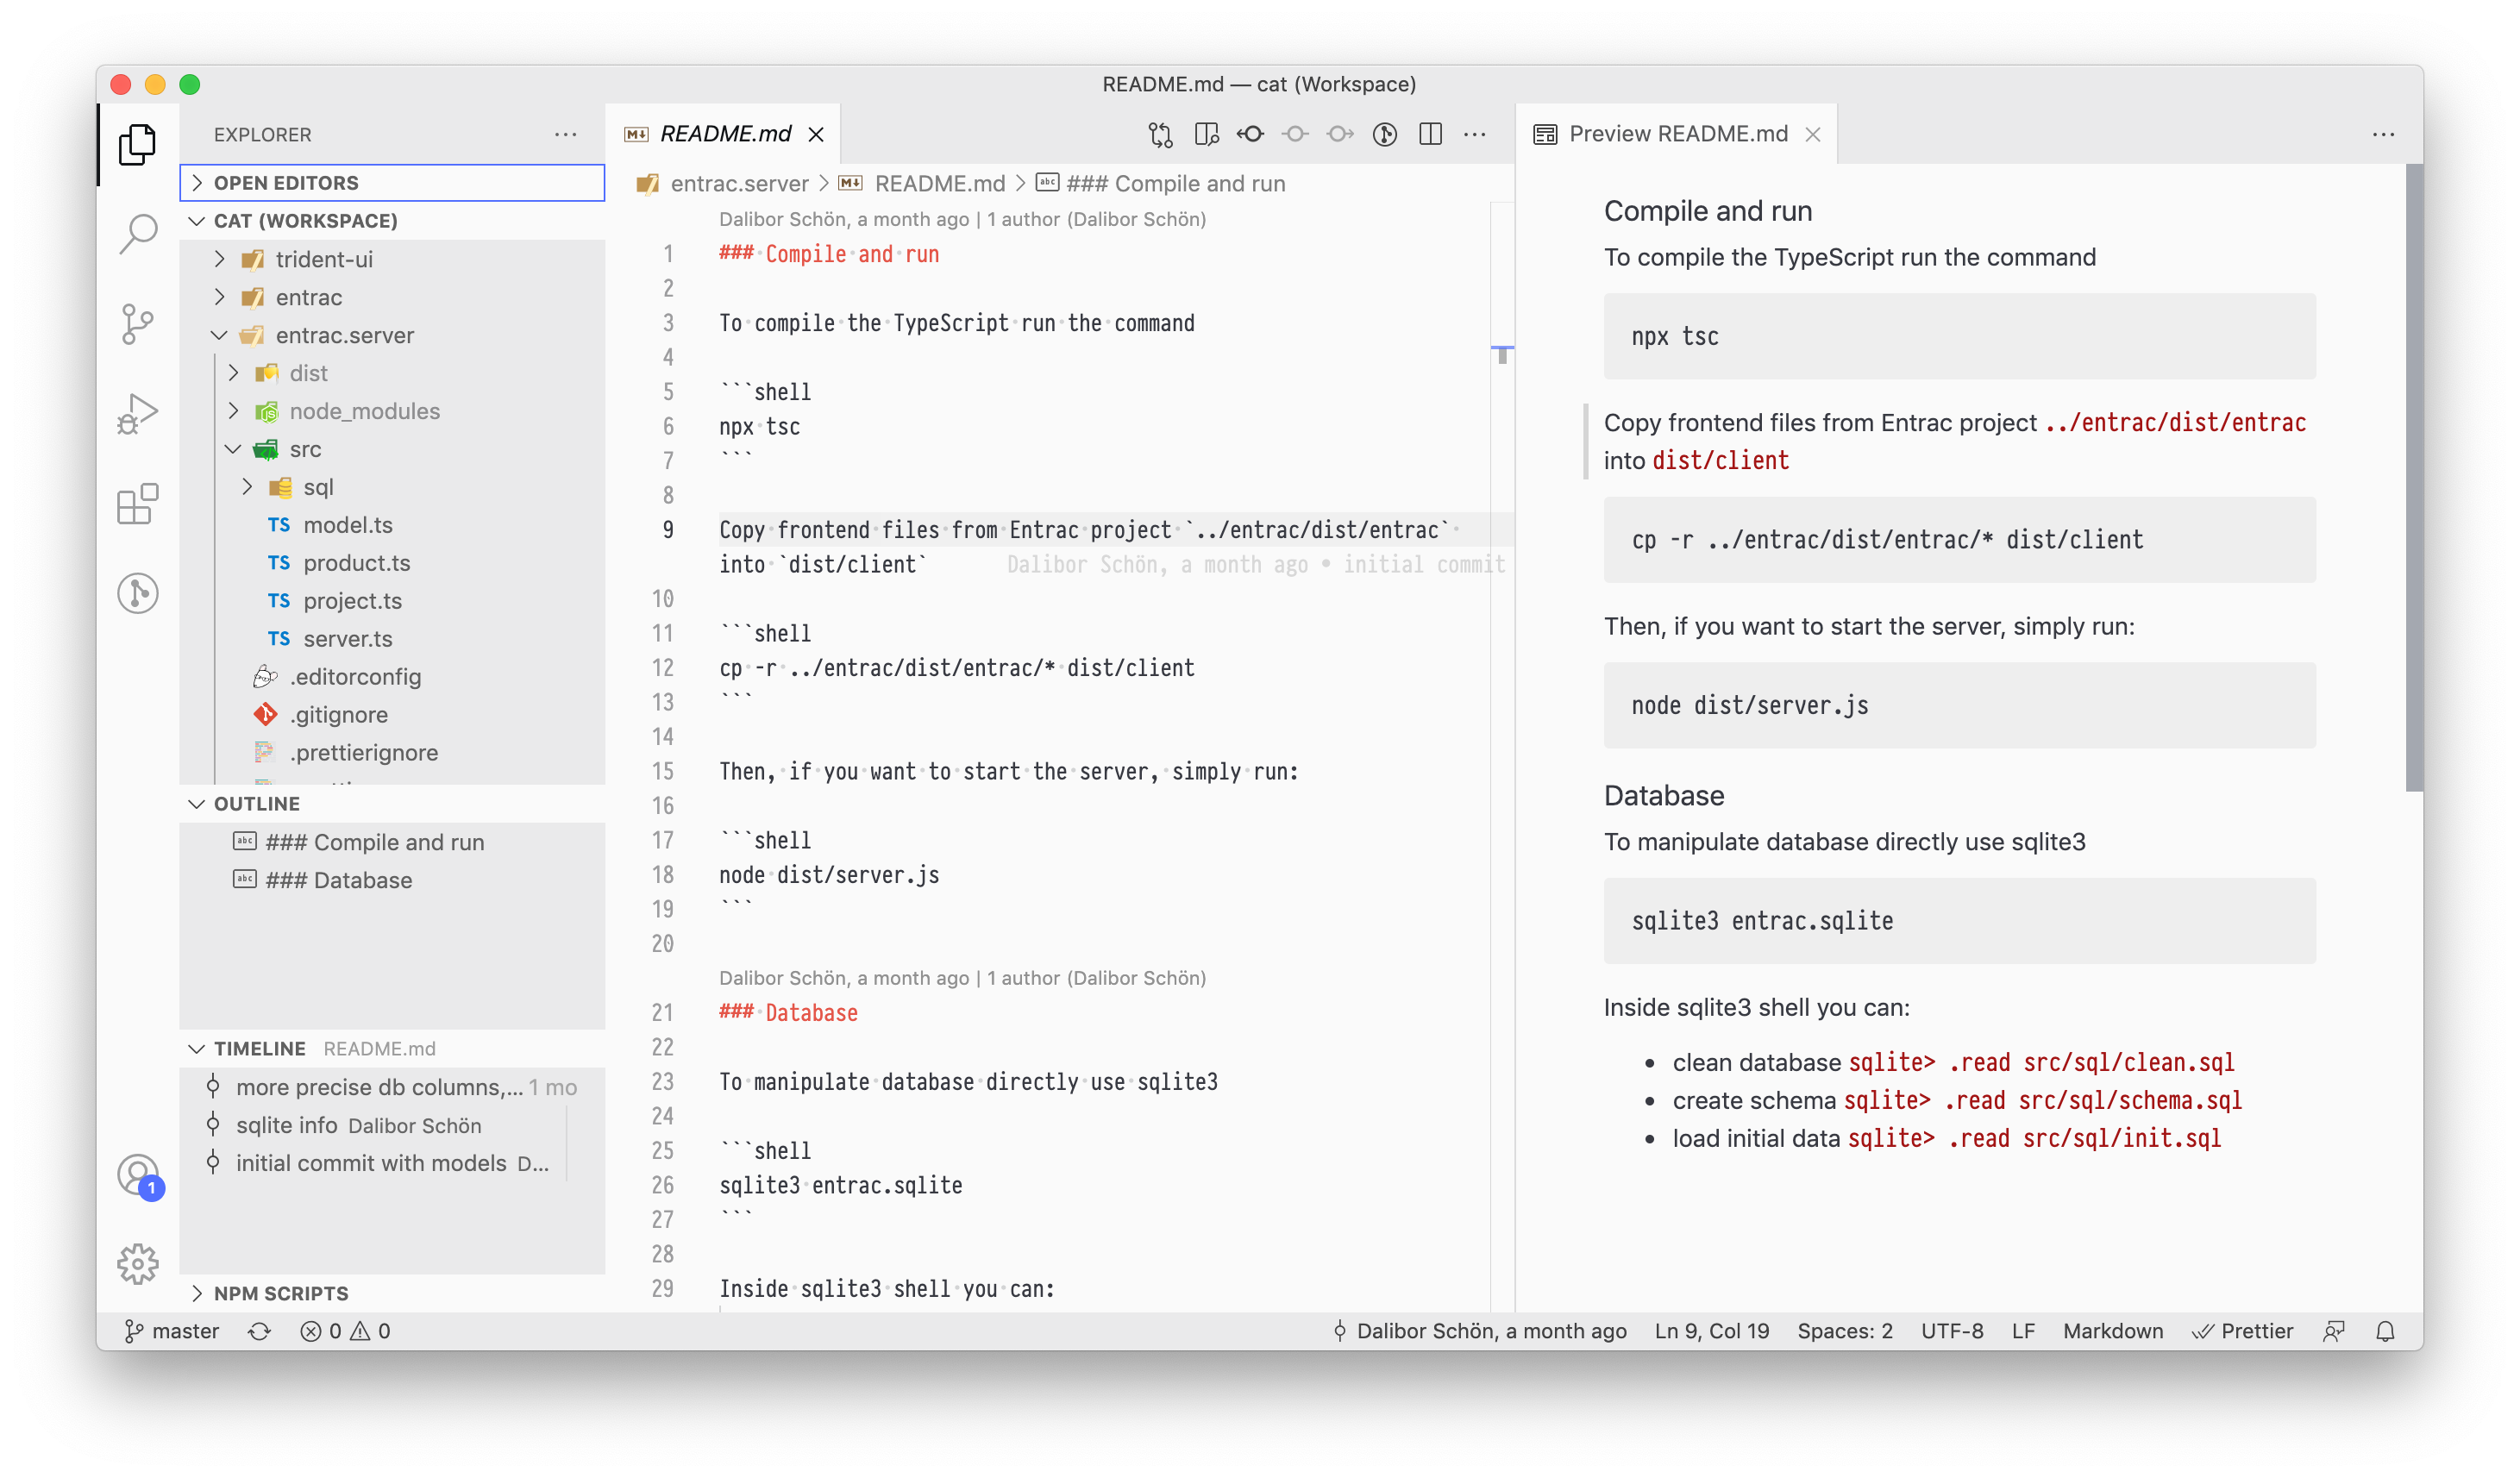 README.md — cat (Workspace)
EXPLORER
OPEN EDITORS
CAT (WORKSPACE)
trident-ui
entrac
entrac.server
dist
node_modules
src
sql
TS model.ts
TS product.ts
TS project.ts
TS server.ts
.editorconfig
.gitignore
.prettierignore
OUTLINE
abc ### Compile and run
abc ### Database
TIMELINE README.md
more precise db columns,... 1 mo
sqlite info Dalibor Schön
initial commit with models D...
NPM SCRIPTS
README.md
entrac.server > README.md > abc ### Compile and run
Dalibor Schön, a month ago | 1 author (Dalibor Schön)
1 ### Compile and run
2
3 To compile the TypeScript run the command
4
5 ```shell
6 npx tsc
7 ```
8
9 Copy frontend files from Entrac project `../entrac/dist/entrac`
into `dist/client` Dalibor Schön, a month ago • initial commit
10
11 ```shell
12 cp -r ../entrac/dist/entrac/* dist/client
13 ```
14
15 Then, if you want to start the server, simply run:
16
17 ```shell
18 node dist/server.js
19 ```
20
Dalibor Schön, a month ago | 1 author (Dalibor Schön)
21 ### Database
22
23 To manipulate database directly use sqlite3
24
25 ```shell
26 sqlite3 entrac.sqlite
27 ```
28
29 Inside sqlite3 shell you can:
Preview README.md
Compile and run
To compile the TypeScript run the command
npx tsc
Copy frontend files from Entrac project ../entrac/dist/entrac
into dist/client
cp -r ../entrac/dist/entrac/* dist/client
Then, if you want to start the server, simply run:
node dist/server.js
Database
To manipulate database directly use sqlite3
sqlite3 entrac.sqlite
Inside sqlite3 shell you can:
• clean database sqlite> .read src/sql/clean.sql
• create schema sqlite> .read src/sql/schema.sql
• load initial data sqlite> .read src/sql/init.sql
1
master 0 0 Dalibor Schön, a month ago Ln 9, Col 19 Spaces: 2 UTF-8 LF Markdown Prettier